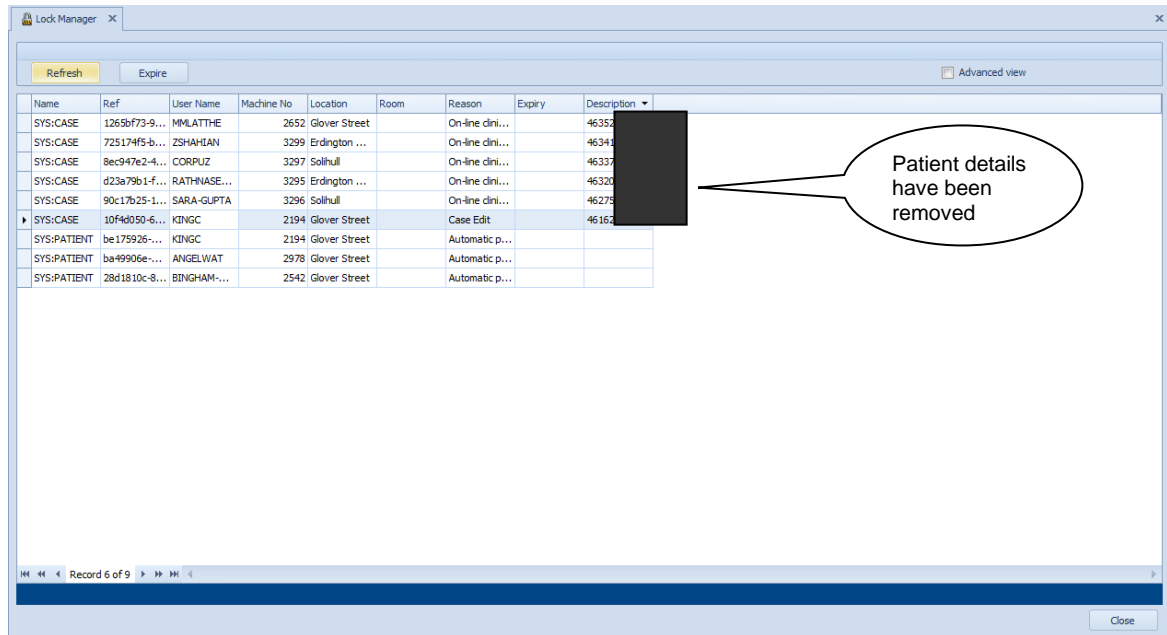 Lock Manager
Refresh Expire Advanced view
Name Ref User Name Machine No Location Room Reason Expiry Description
SYS:CASE 1265bf73-9... MMLATTHE 2652 Glover Street On-line clini... 46352
SYS:CASE 725174f5-b... ZSHAHIAN 3299 Erdington ... On-line clini... 46341
SYS:CASE 8ec947e2-4... CORPUZ 3297 Solihull On-line clini... 46337
SYS:CASE d23a79b1-f... RATHNASE... 3295 Erdington ... On-line clini... 46320
SYS:CASE 90c17b25-1... SARA-GUPTA 3296 Solihull On-line clini... 46275
SYS:CASE 10f4d050-6... KINGC 2194 Glover Street Case Edit 46162
SYS:PATIENT be175926-... KINGC 2194 Glover Street Automatic p...
SYS:PATIENT ba49906e-... ANGELWAT 2978 Glover Street Automatic p...
SYS:PATIENT 28d1810c-8... BINGHAM-... 2542 Glover Street Automatic p...
Patient details
have been
removed
Record 6 of 9
Close